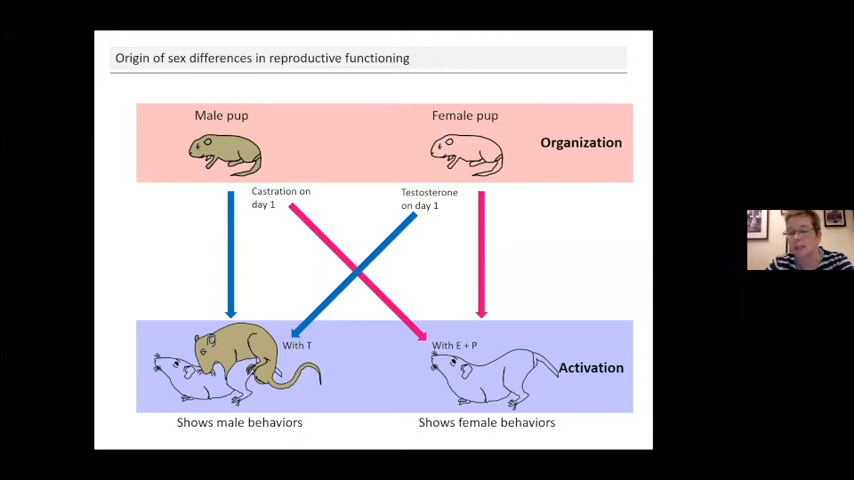 Origin of sex differences in reproductive functioning
Male pup
Female pup
Organization
Castration on
day 1
Testosterone
on day 1
With T
With E + P
Activation
Shows male behaviors
Shows female behaviors